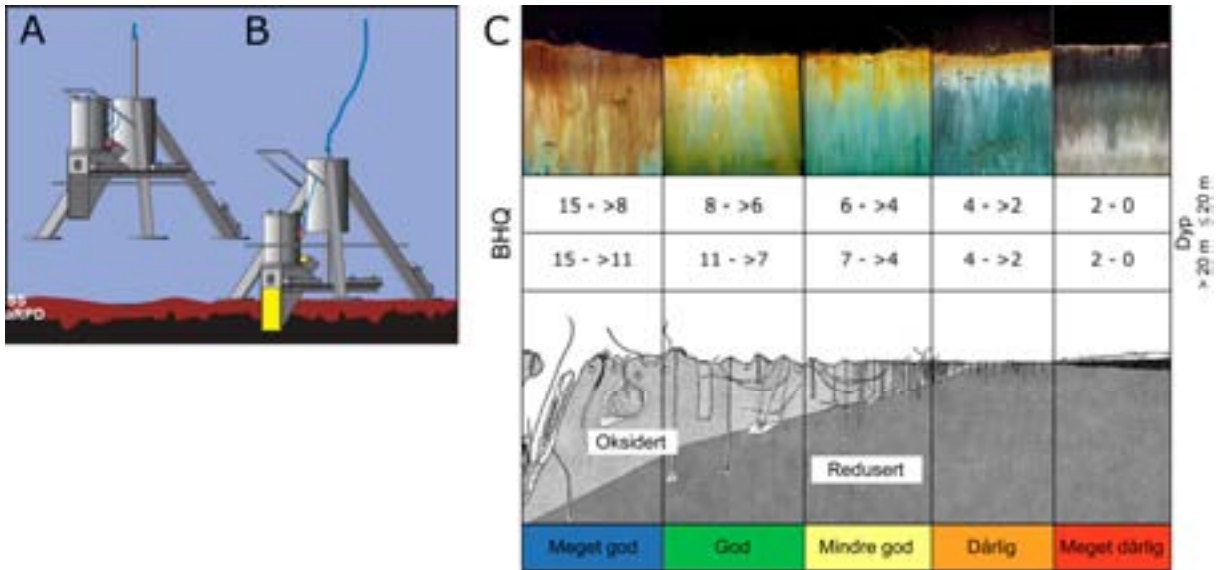 A
B
C
SS
aRPD
BHQ
15 - >8
8 - >6
6 - >4
4 - >2
2 - 0
15 - >11
11 - >7
7 - >4
4 - >2
2 - 0
Dyp
> 20 m ≤ 20 m
Oksidert
Redusert
Meget god
God
Mindre god
Dårlig
Meget dårlig